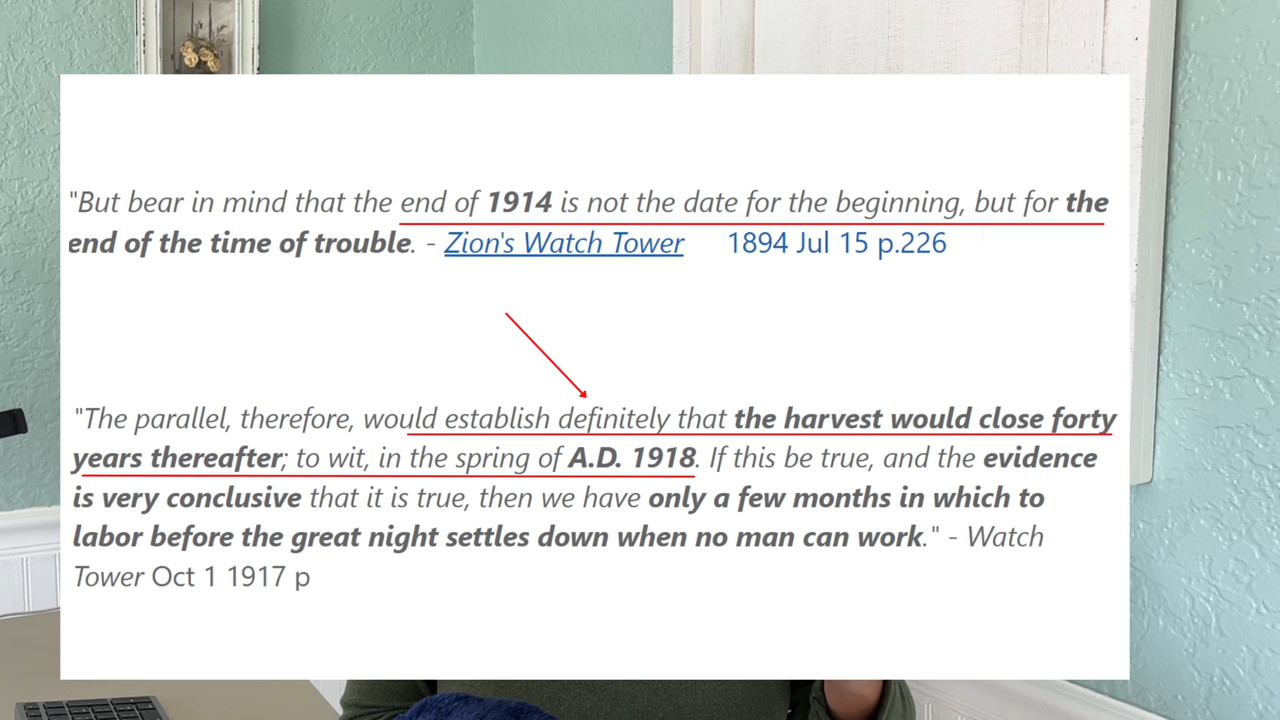 "But bear in mind that the end of 1914 is not the date for the beginning, but for the
end of the time of trouble. - Zion's Watch Tower 1894 Jul 15 p.226
"The parallel, therefore, would establish definitely that the harvest would close forty
years thereafter; to wit, in the spring of A.D. 1918. If this be true, and the evidence
is very conclusive that it is true, then we have only a few months in which to
labor before the great night settles down when no man can work." - Watch
Tower Oct 1 1917 p